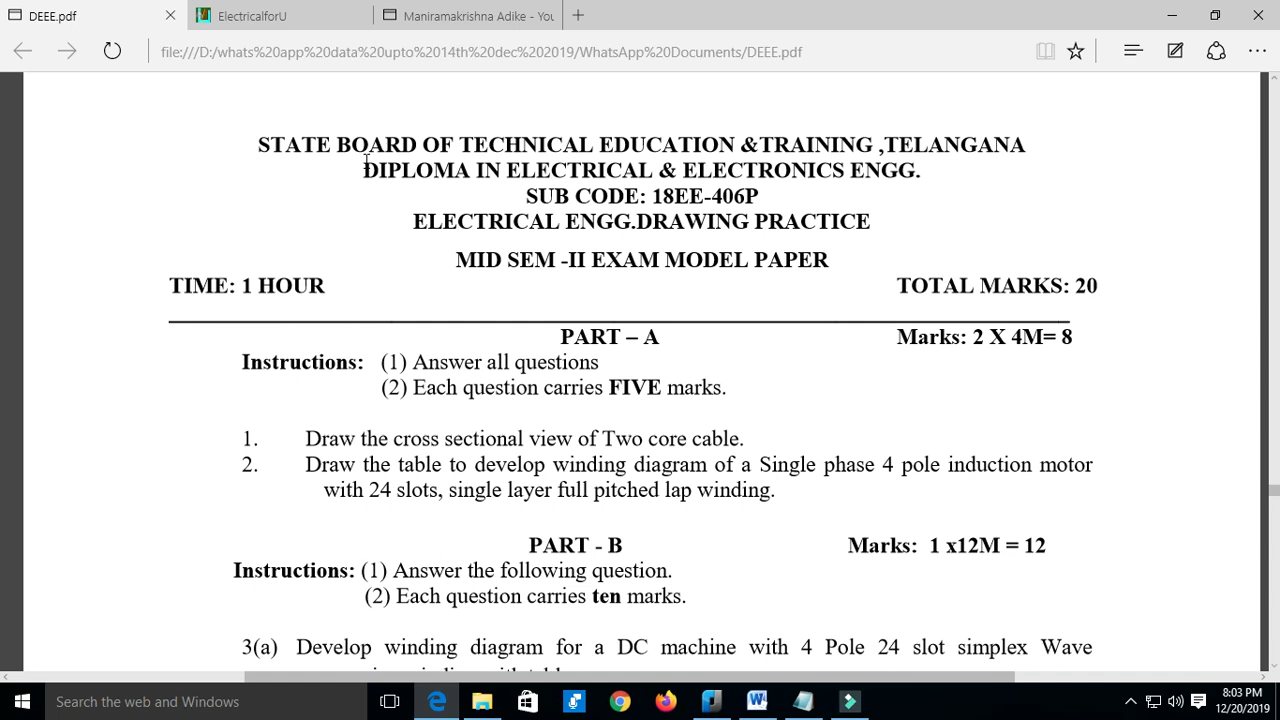 DEEE.pdf
ElectricalforU
Maniramakrishna Adike - You
file:///D:/whats%20app%20data%20upto%2014th%20dec%202019/WhatsApp%20Documents/DEEE.pdf
STATE BOARD OF TECHNICAL EDUCATION &TRAINING ,TELANGANA
DIPLOMA IN ELECTRICAL & ELECTRONICS ENGG.
SUB CODE: 18EE-406P
ELECTRICAL ENGG.DRAWING PRACTICE
MID SEM -II EXAM MODEL PAPER
TIME: 1 HOUR TOTAL MARKS: 20
PART – A Marks: 2 X 4M= 8
Instructions: (1) Answer all questions
(2) Each question carries FIVE marks.
1. Draw the cross sectional view of Two core cable.
2. Draw the table to develop winding diagram of a Single phase 4 pole induction motor
with 24 slots, single layer full pitched lap winding.
PART - B Marks: 1 x12M = 12
Instructions: (1) Answer the following question.
(2) Each question carries ten marks.
3(a) Develop winding diagram for a DC machine with 4 Pole 24 slot simplex Wave
Search the web and Windows
8:03 PM
12/20/2019